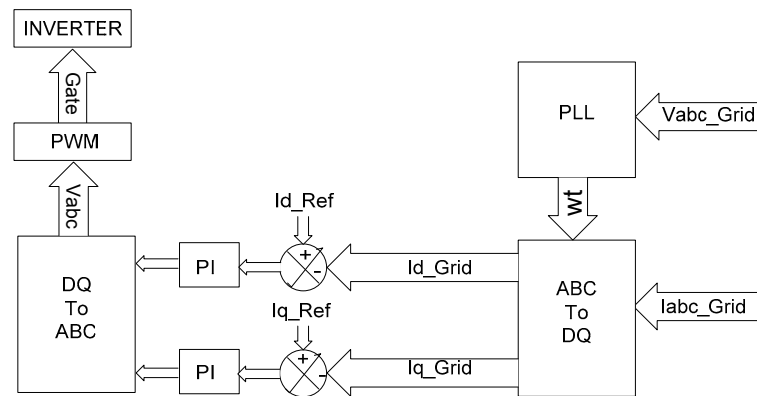 INVERTER
Gate
PWM
Vabc
DQ
To
ABC
PI
PI
Id_Ref
+
-
Iq_Ref
+
-
Id_Grid
Iq_Grid
PLL
wt
ABC
To
DQ
Vabc_Grid
Iabc_Grid